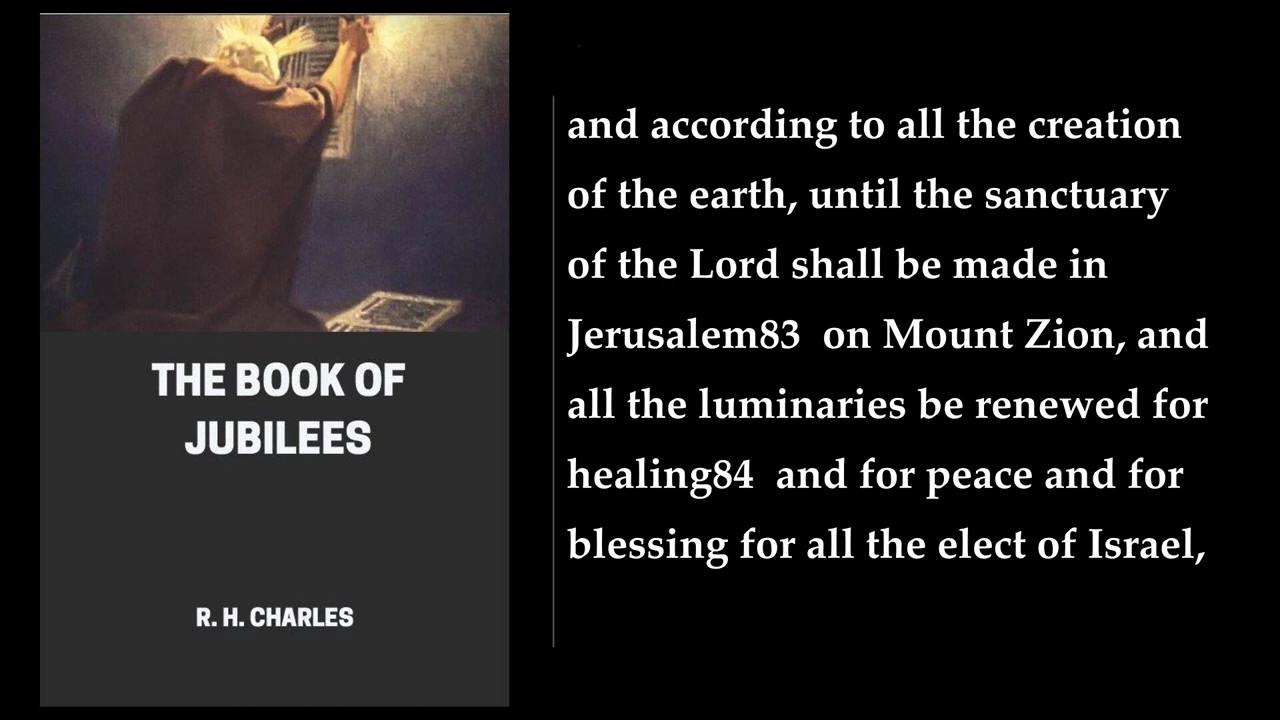 THE BOOK OF
JUBILEES
R. H. CHARLES
and according to all the creation
of the earth, until the sanctuary
of the Lord shall be made in
Jerusalem83  on Mount Zion, and
all the luminaries be renewed for
healing84  and for peace and for
blessing for all the elect of Israel,